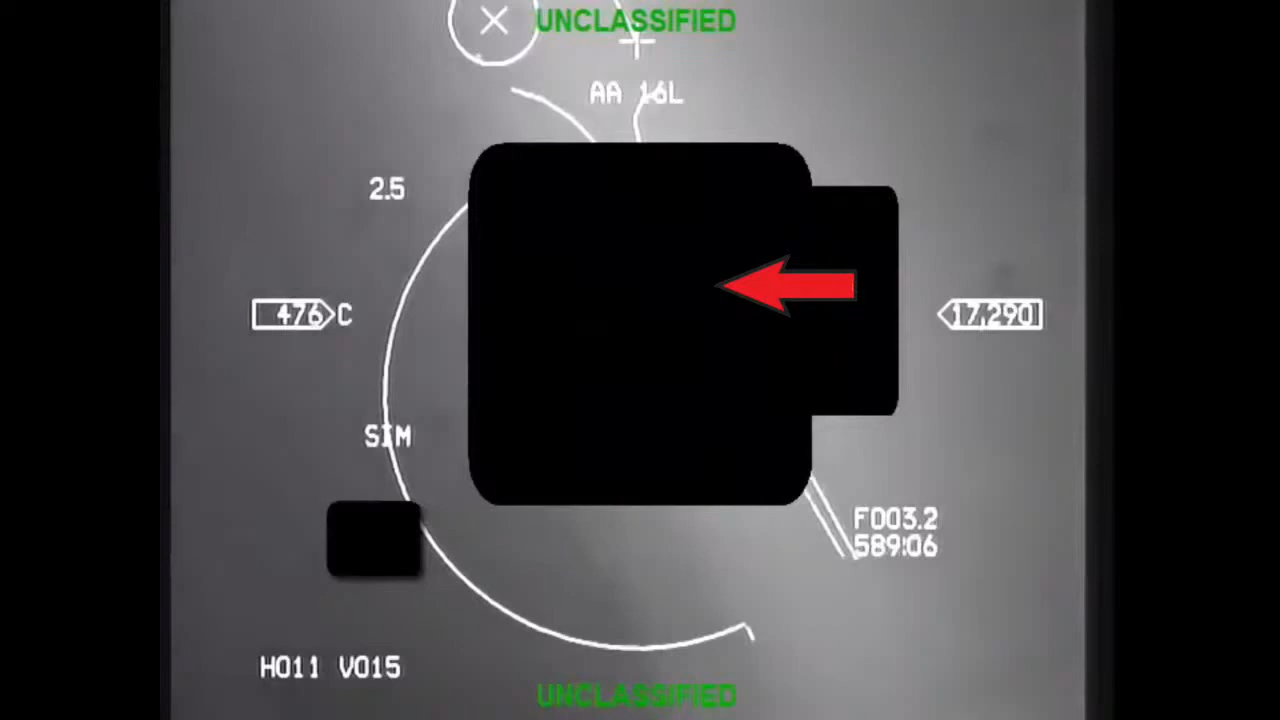 UNCLASSIFIED
AA 16L
2.5
476 C
17,290
SIM
F003.2
589:06
H011 V015
UNCLASSIFIED